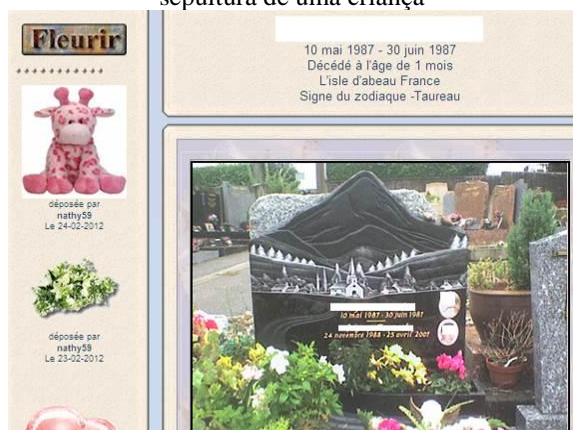 sepultura de uma criança
Fleurir
10 mai 1987 - 30 juin 1987
Décédé à l'âge de 1 mois
L'isle d'abeau France
Signe du zodiaque -Taureau
déposée par
nathy59
Le 24-02-2012
déposée par
nathy59
Le 23-02-2012
10 mai 1987 - 30 juin 1987
24 novembre 1988 - 25 avril 2007